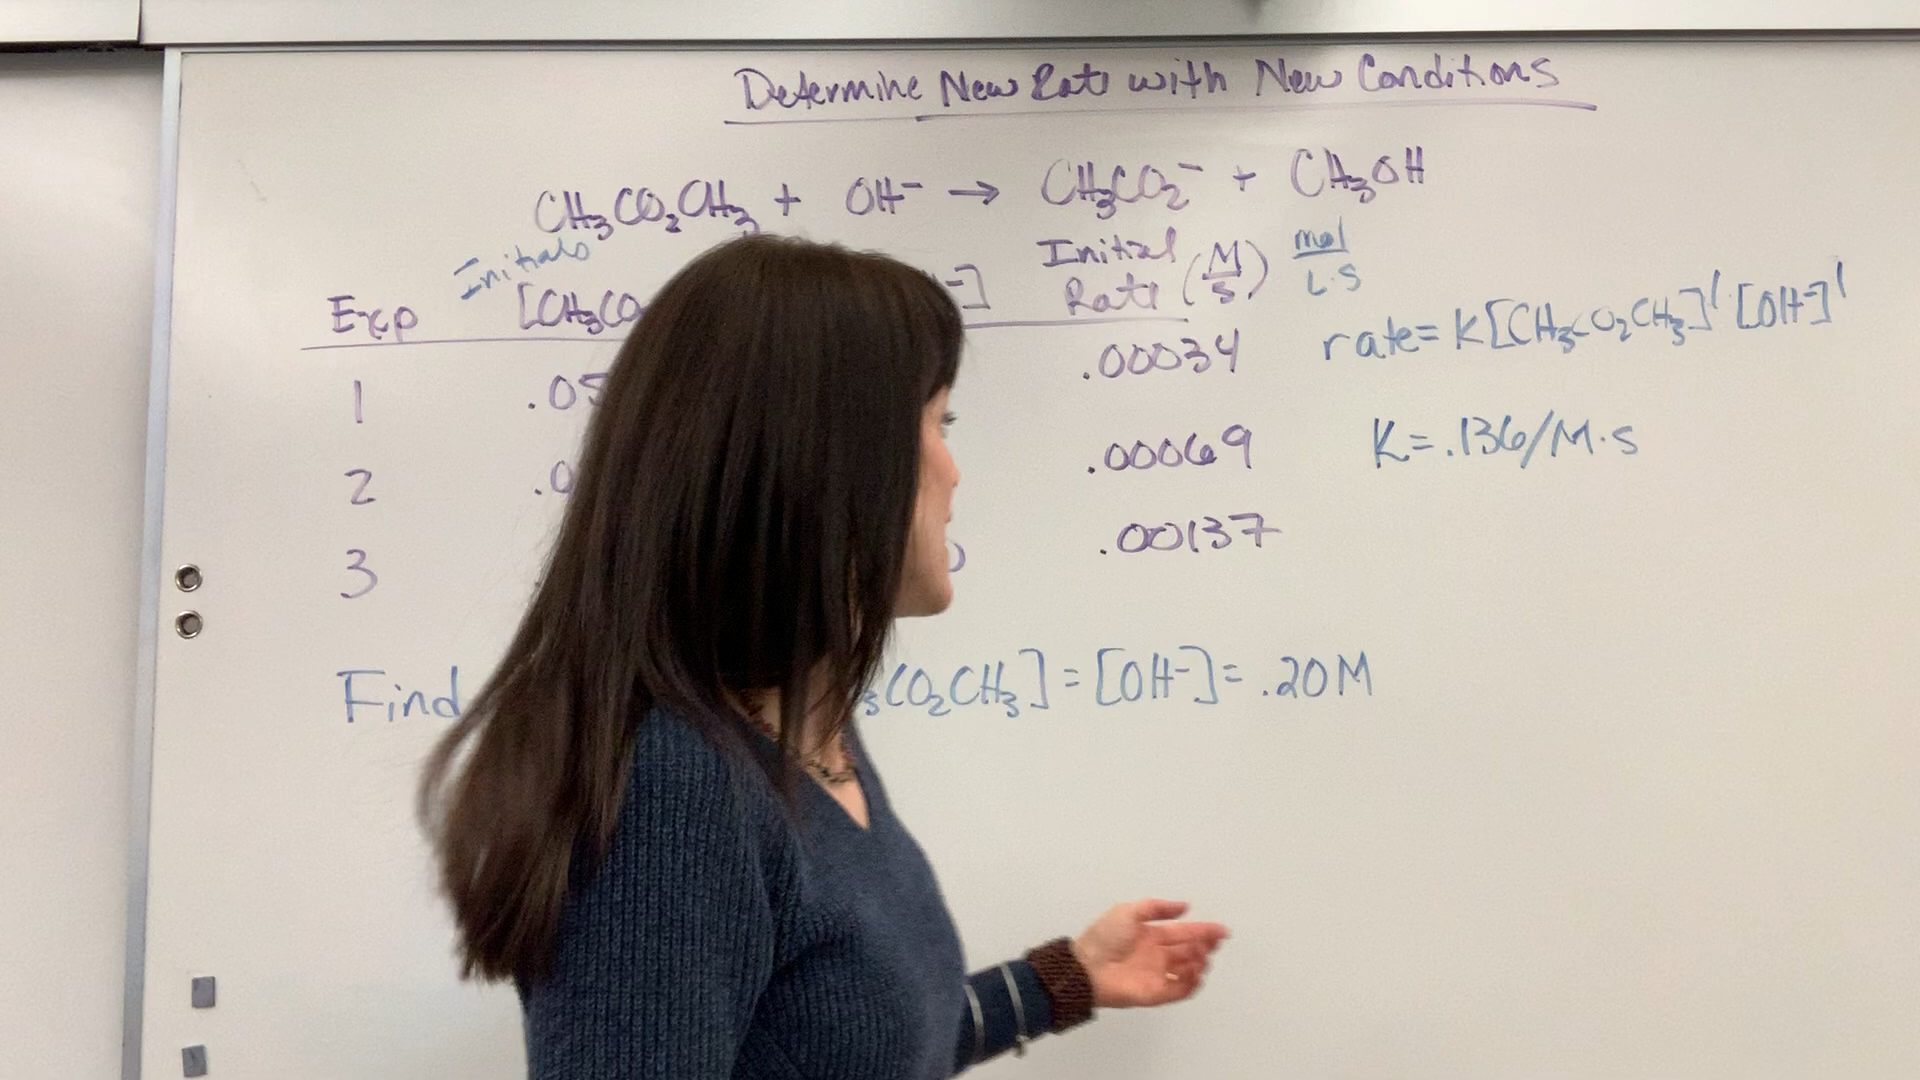 Determine New Rate with New Conditions
CH₃CO₂CH₃ + OH⁻ → CH₃CO₂⁻ + CH₃OH
Initials
Exp [CH₃CO ⁻] Initial Rate (M/S) mol/L·S
rate = K[CH₃CO₂CH₃]¹ [OH⁻]¹
1 .05 .00034
K = .136/M·S
2 .0 .00069
3 .00137
Find ₃CO₂CH₃] = [OH⁻] = .20M